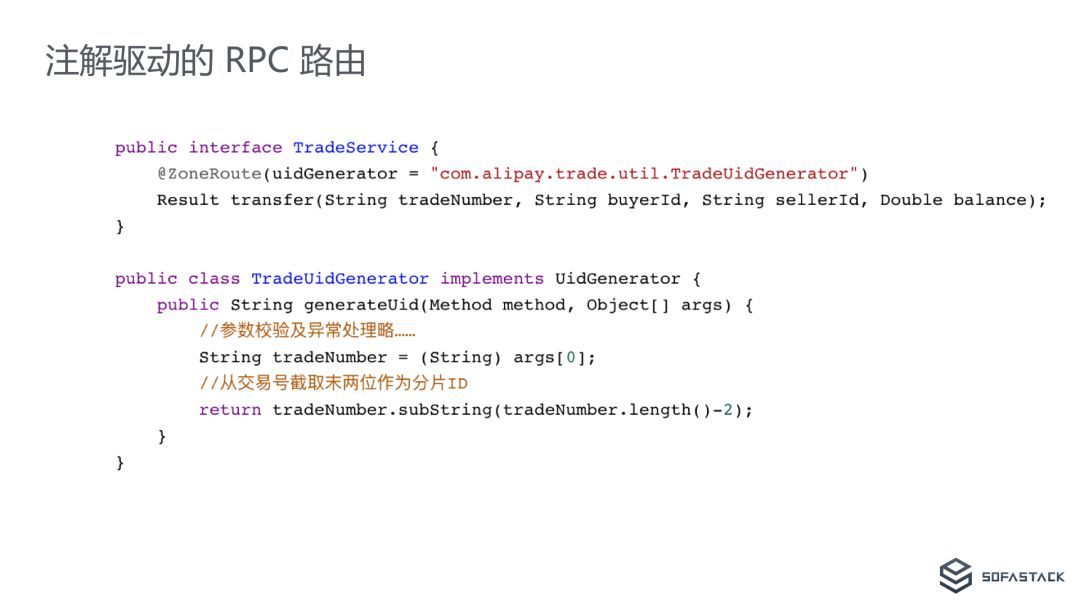 注解驱动的 RPC 路由
public interface TradeService {
@ZoneRoute(uidGenerator = "com.alipay.trade.util.TradeUidGenerator")
Result transfer(String tradeNumber, String buyerId, String sellerId, Double balance);
}
public class TradeUidGenerator implements UidGenerator {
public String generateUid(Method method, Object[] args) {
//参数校验及异常处理略……
String tradeNumber = (String) args[0];
//从交易号截取末两位作为分片ID
return tradeNumber.subString(tradeNumber.length()-2);
}
}
SOFASTACK